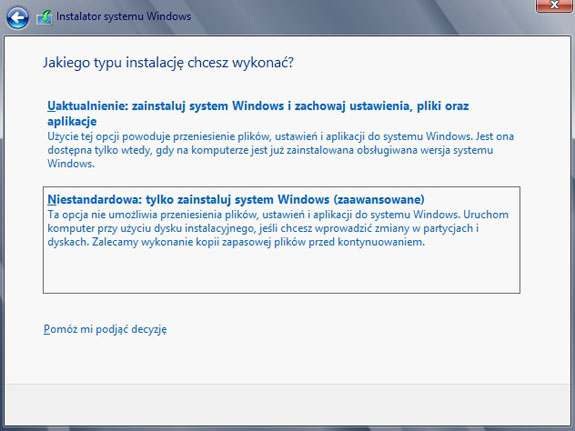 Instalator systemu Windows
Jakiego typu instalację chcesz wykonać?
Uaktualnienie: zainstaluj system Windows i zachowaj ustawienia, pliki oraz
aplikacje
Użycie tej opcji powoduje przeniesienie plików, ustawień i aplikacji do systemu Windows. Jest ona
dostępna tylko wtedy, gdy na komputerze jest już zainstalowana obsługiwana wersja systemu
Windows.
Niestandardowa: tylko zainstaluj system Windows (zaawansowane)
Ta opcja nie umożliwia przeniesienia plików, ustawień i aplikacji do systemu Windows. Uruchom
komputer przy użyciu dysku instalacyjnego, jeśli chcesz wprowadzić zmiany w partycjach i
dyskach. Zalecamy wykonanie kopii zapasowej plików przed kontynuowaniem.
Pomóż mi podjąć decyzję